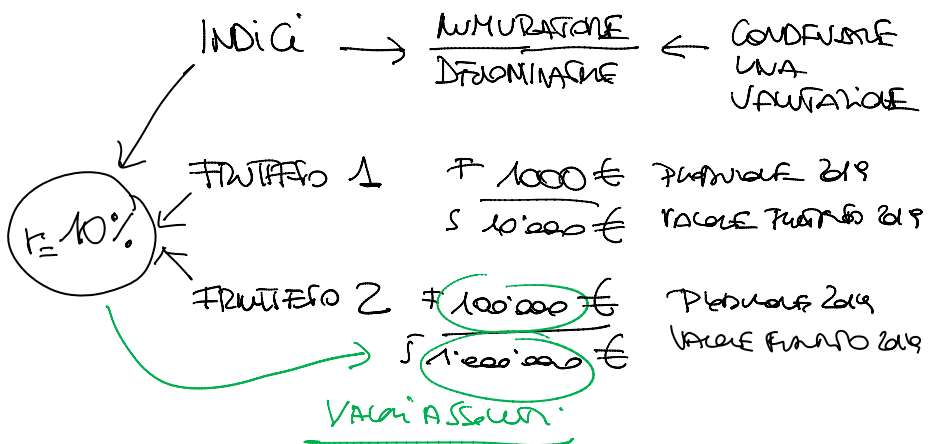 INDICI → NUMERATORE / DENOMINATORE ← CONDENSARE UNA VALUTAZIONE
r = 10%
FRUTTETO 1 F 1000 € PRODUZIONE 2019
S 10'000 € VALORE FRUTTETO 2019
FRUTTETO 2 F 100'000 € PRODUZIONE 2019
S 1'000'000 € VALORE FRUTTETO 2019
VALORI ASSOLUTI